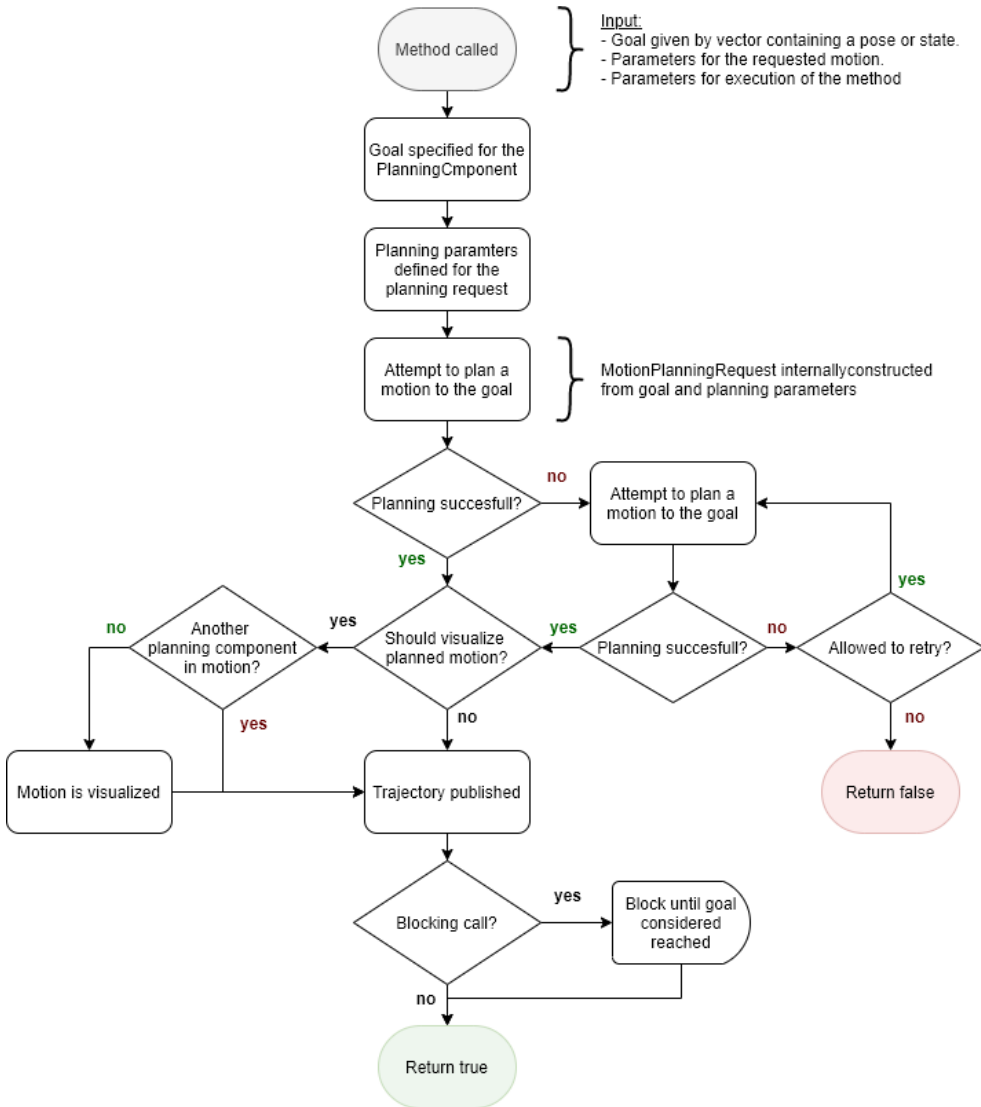 Method called
Input:
- Goal given by vector containing a pose or state.
- Parameters for the requested motion.
- Parameters for execution of the method
Goal specified for the
PlanningCmponent
Planning paramters
defined for the
planning request
Attempt to plan a
motion to the goal
MotionPlanningRequest internallyconstructed
from goal and planning parameters
Planning succesfull?
no
Attempt to plan a
motion to the goal
yes
yes
no
Another
planning component
in motion?
yes
Should visualize
planned motion?
yes
Planning succesfull?
no
Allowed to retry?
yes
no
no
Motion is visualized
Trajectory published
Return false
Blocking call?
yes
Block until goal
considered
reached
no
Return true